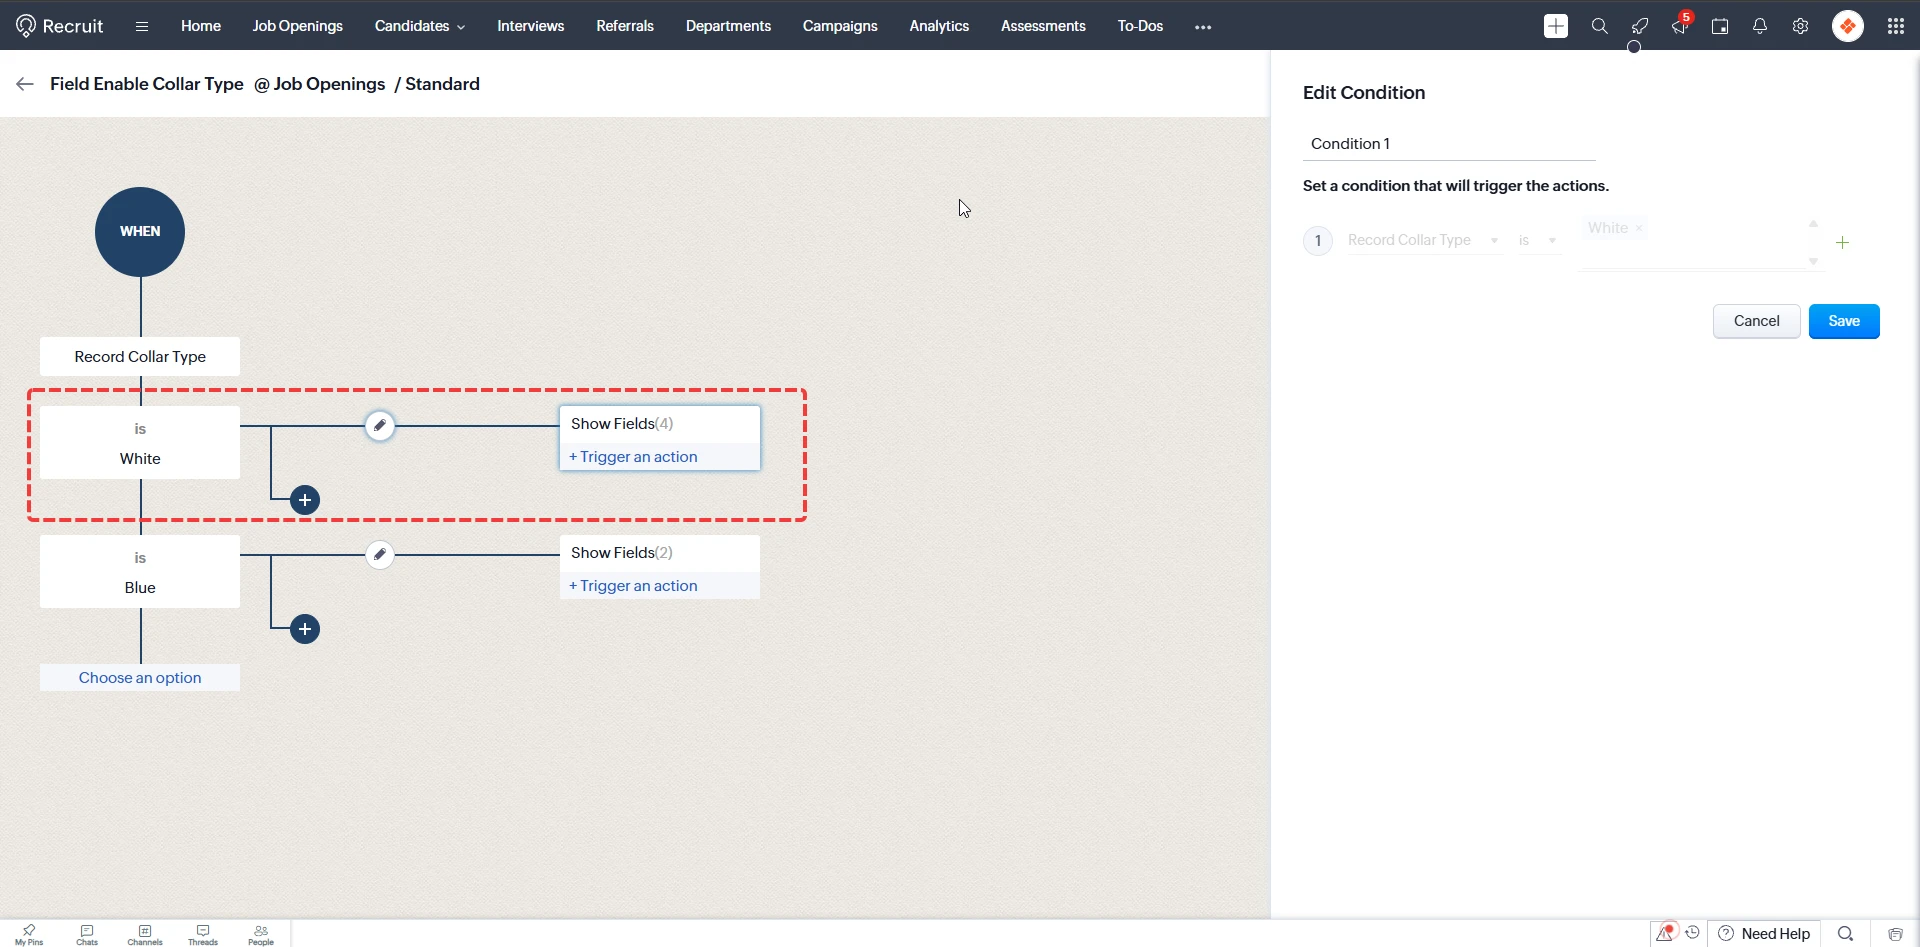 Recruit Home Job Openings Candidates Interviews Referrals Departments Campaigns Analytics Assessments To-Dos 5
Field Enable Collar Type @ Job Openings / Standard
WHEN
Record Collar Type
is
White
Show Fields(4)
+ Trigger an action
is
Blue
Show Fields(2)
+ Trigger an action
Choose an option
Edit Condition
Condition 1
Set a condition that will trigger the actions.
1 Record Collar Type is White ×
Cancel Save
My Pins Chats Channels Threads People Need Help